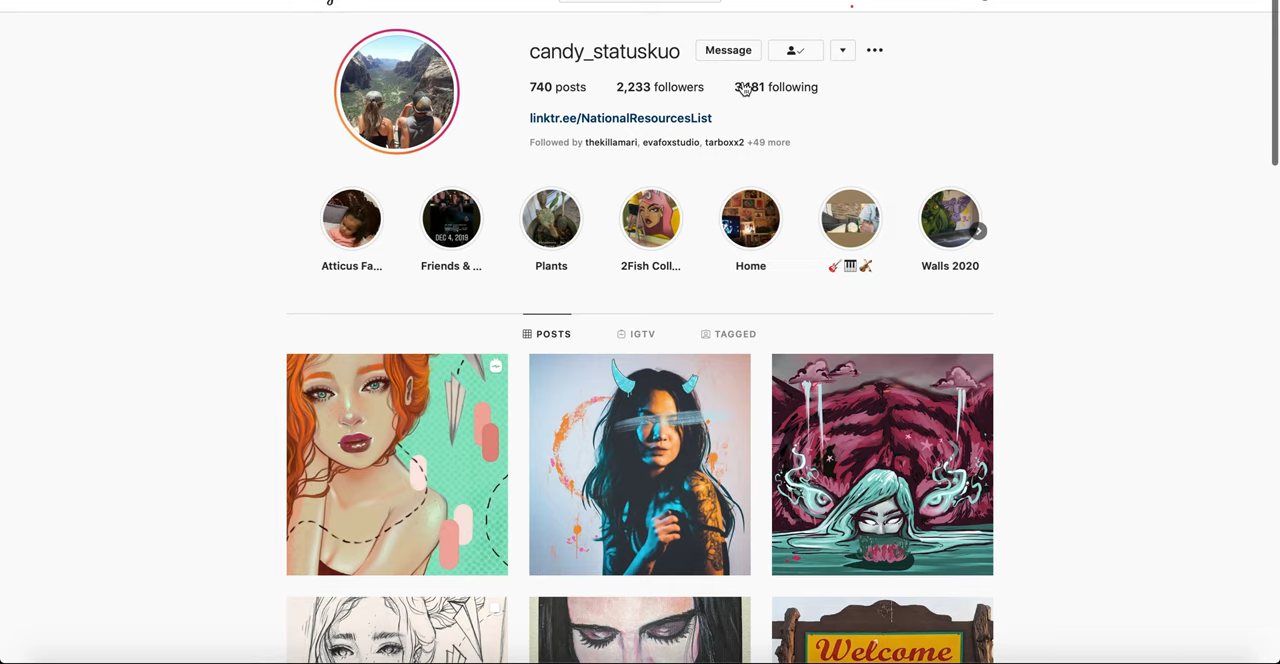 candy_statuskuo Message
740 posts 2,233 followers following
linktr.ee/NationalResourcesList
Followed by thekillamari, evafoxstudio, tarboxx2 +49 more
DEC 4, 2019
Atticus Fa... Friends & ... Plants 2Fish Coll... Home 🎸🎹🎻 Walls 2020
POSTS IGTV TAGGED
Welcome